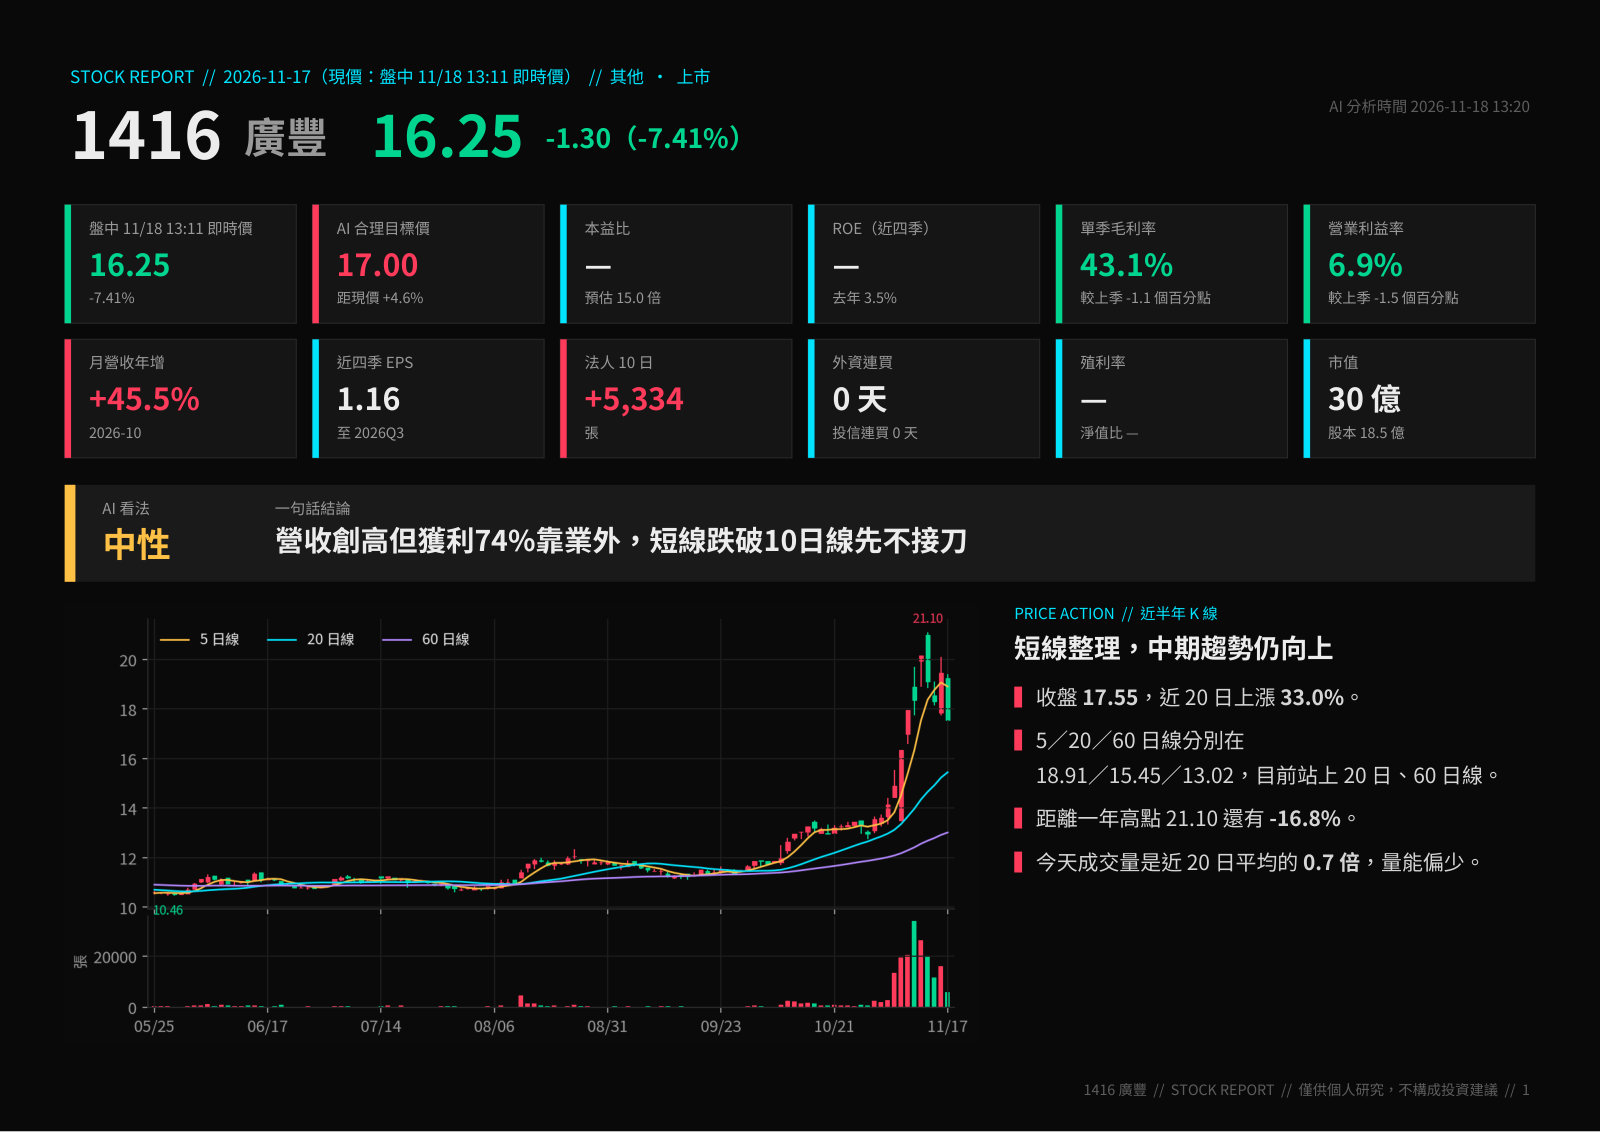 STOCK REPORT // 2026-11-17（現價：盤中 11/18 13:11 即時價） // 其他 ・ 上市
AI 分析時間 2026-11-18 13:20
1416 廣豐 16.25 -1.30（-7.41%）
盤中 11/18 13:11 即時價
16.25
-7.41%
AI 合理目標價
17.00
距現價 +4.6%
本益比
—
預估 15.0 倍
ROE（近四季）
—
去年 3.5%
單季毛利率
43.1%
較上季 -1.1 個百分點
營業利益率
6.9%
較上季 -1.5 個百分點
月營收年增
+45.5%
2026-10
近四季 EPS
1.16
至 2026Q3
法人 10 日
+5,334
張
外資連買
0 天
投信連買 0 天
殖利率
—
淨值比 —
市值
30 億
股本 18.5 億
AI 看法
中性
一句話結論
營收創高但獲利74%靠業外，短線跌破10日線先不接刀
5 日線 20 日線 60 日線
21.10
20
18
16
14
12
10
10.46
張
20000
0
05/25 06/17 07/14 08/06 08/31 09/23 10/21 11/17
PRICE ACTION // 近半年 K 線
短線整理，中期趨勢仍向上
收盤 17.55，近 20 日上漲 33.0%。
5／20／60 日線分別在
18.91／15.45／13.02，目前站上 20 日、60 日線。
距離一年高點 21.10 還有 -16.8%。
今天成交量是近 20 日平均的 0.7 倍，量能偏少。
1416 廣豐 // STOCK REPORT // 僅供個人研究，不構成投資建議 // 1